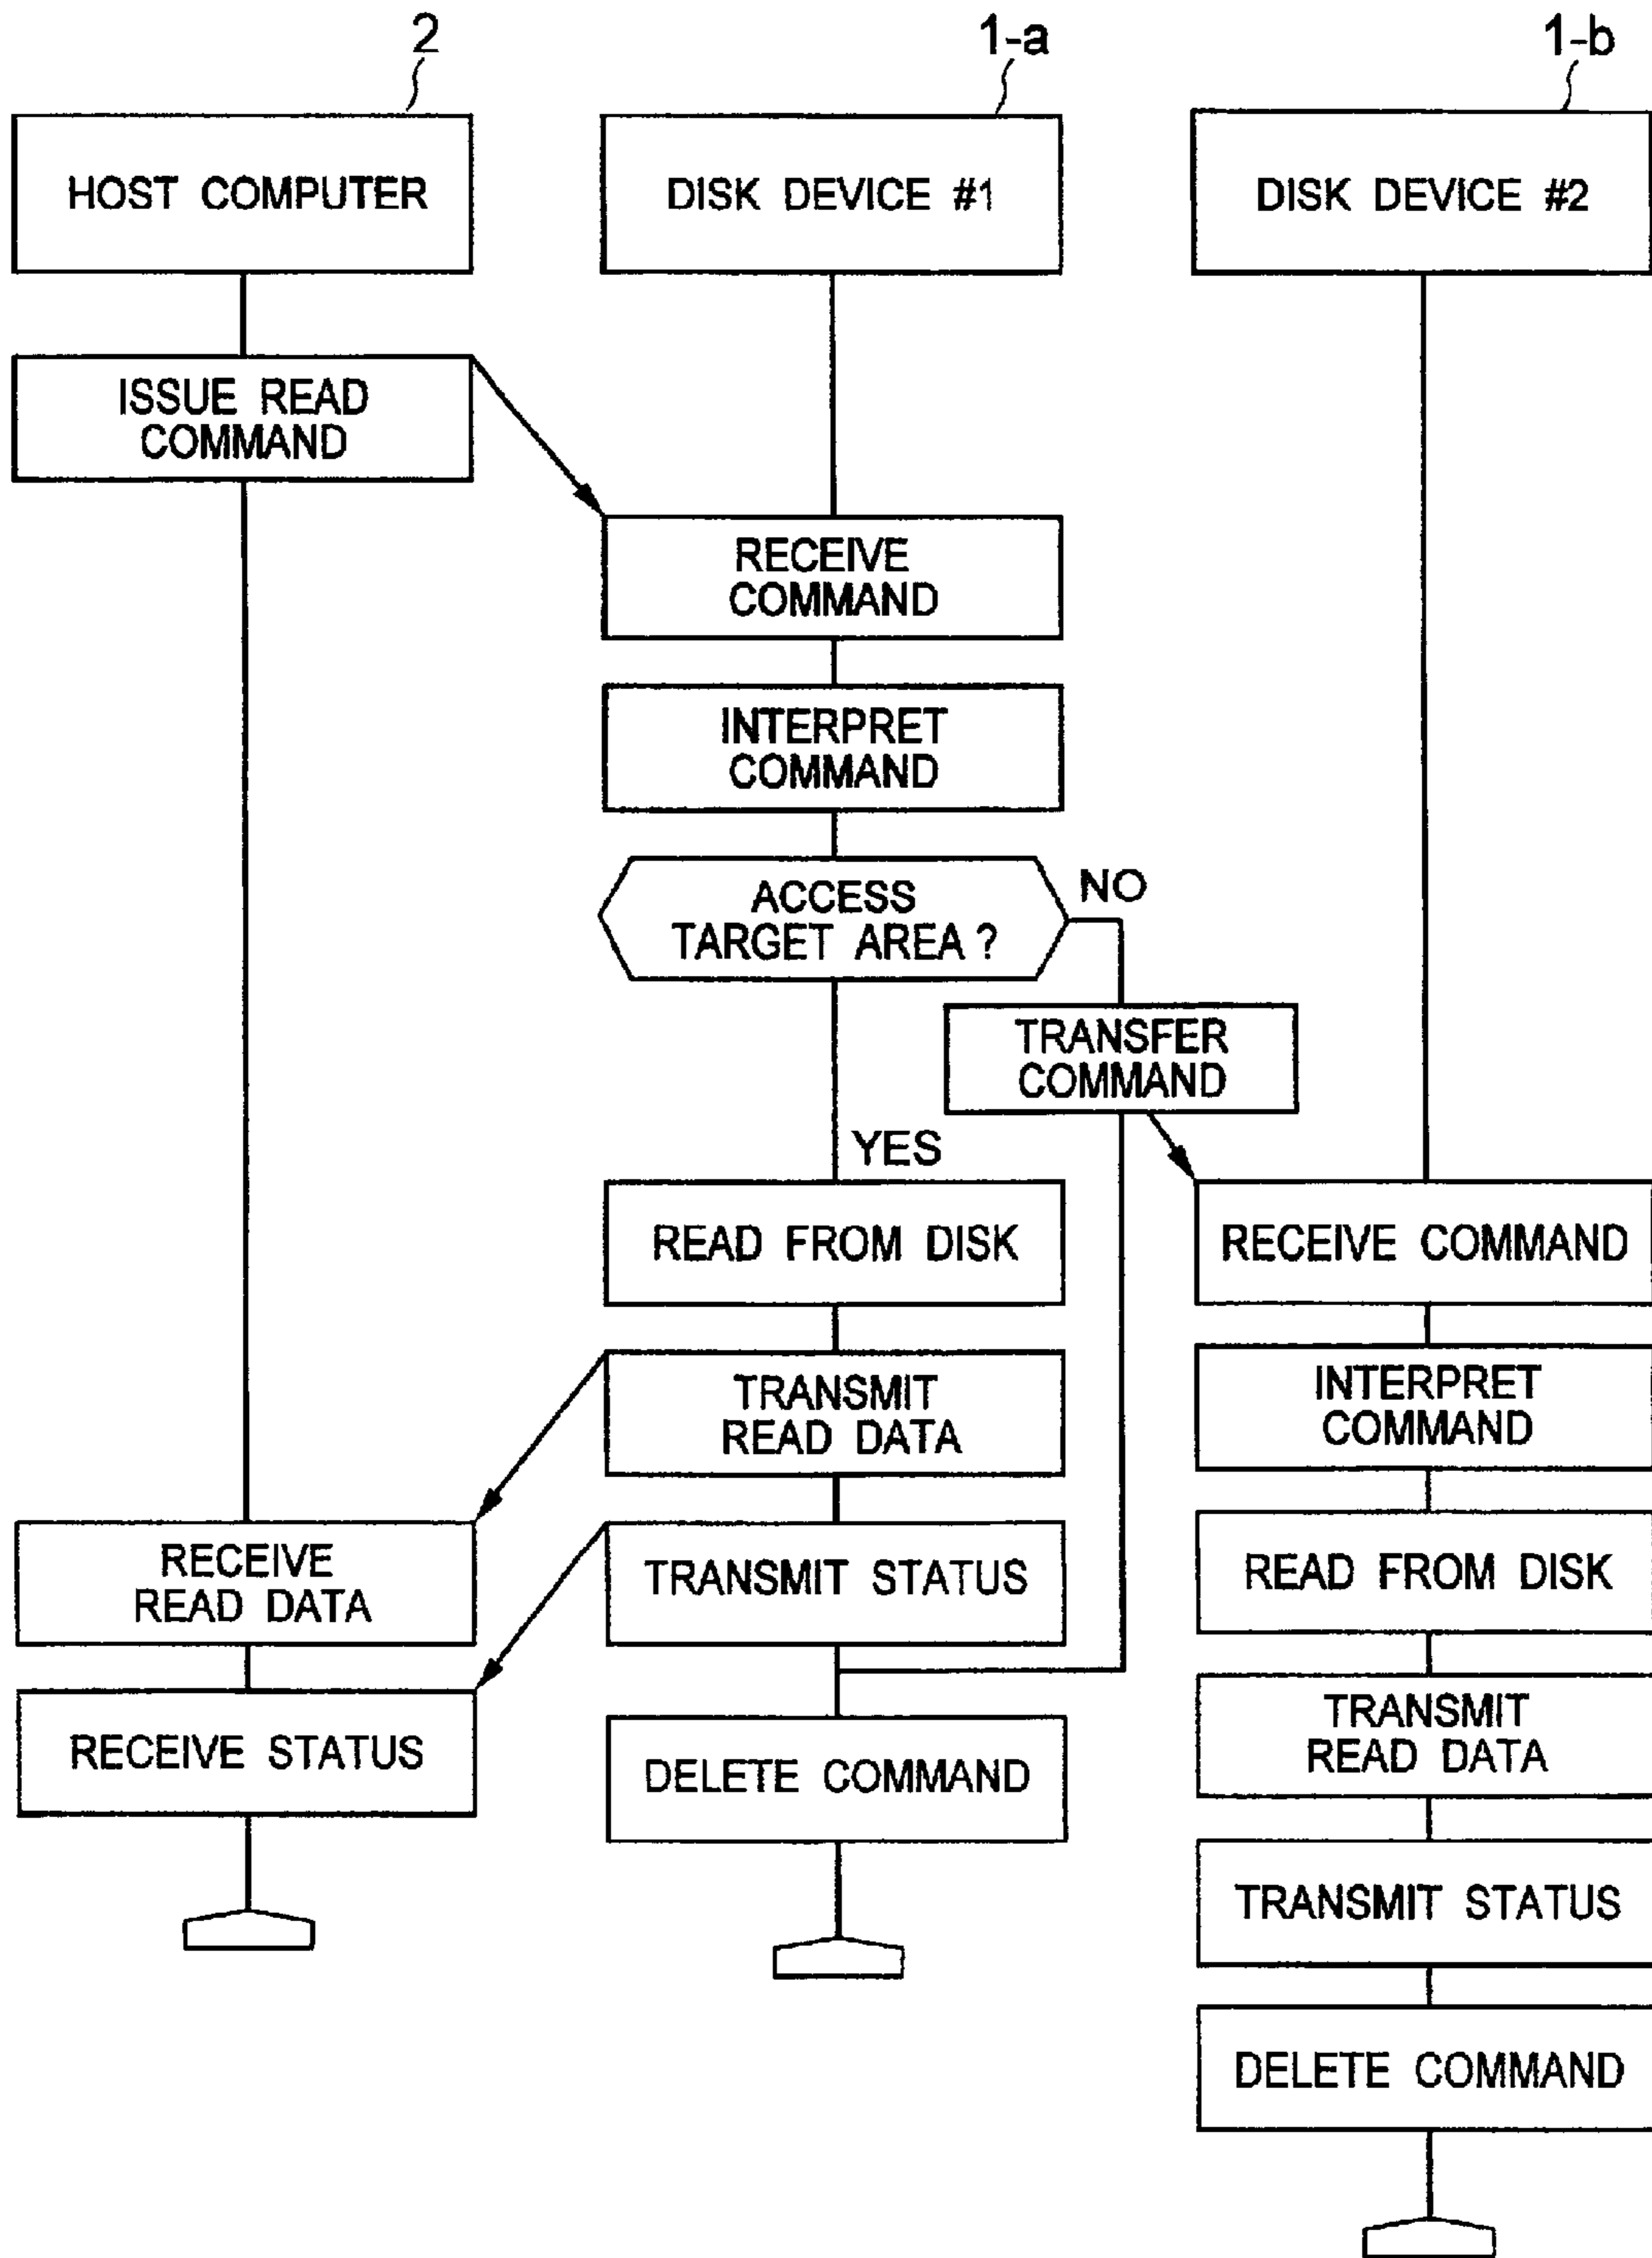 2
1-a
1-b
HOST COMPUTER
DISK DEVICE #1
DISK DEVICE #2
ISSUE READ
COMMAND
RECEIVE
COMMAND
INTERPRET
COMMAND
ACCESS
TARGET AREA ?
NO
TRANSFER
COMMAND
YES
READ FROM DISK
RECEIVE COMMAND
TRANSMIT
READ DATA
INTERPRET
COMMAND
RECEIVE
READ DATA
TRANSMIT STATUS
READ FROM DISK
RECEIVE STATUS
DELETE COMMAND
TRANSMIT
READ DATA
TRANSMIT STATUS
DELETE COMMAND